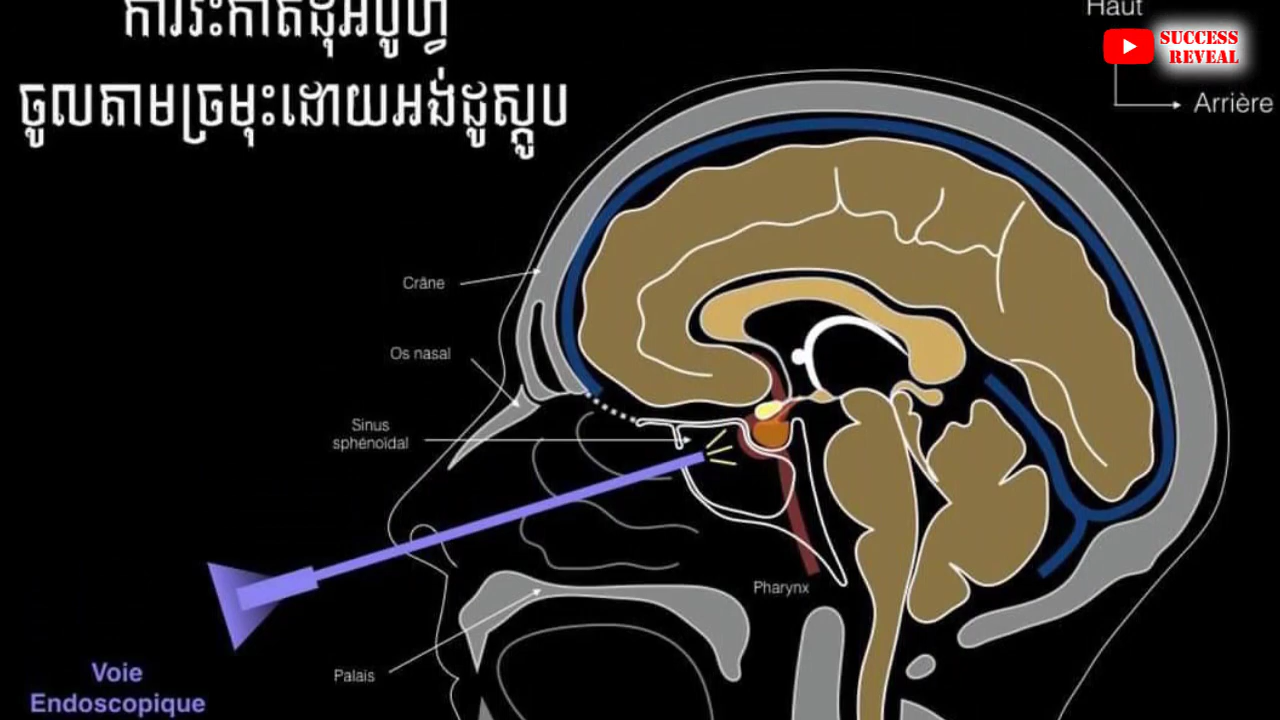 ការវះកាត់ដុំអ៊ីប៉ូហ្វ៊ី
ចូលតាមច្រមុះដោយអង់ដូស្កូប
Haut
SUCCESS
REVEAL
Arrière
Crâne
Os nasal
Sinus
sphénoïdal
Pharynx
Palais
Voie
Endoscopique